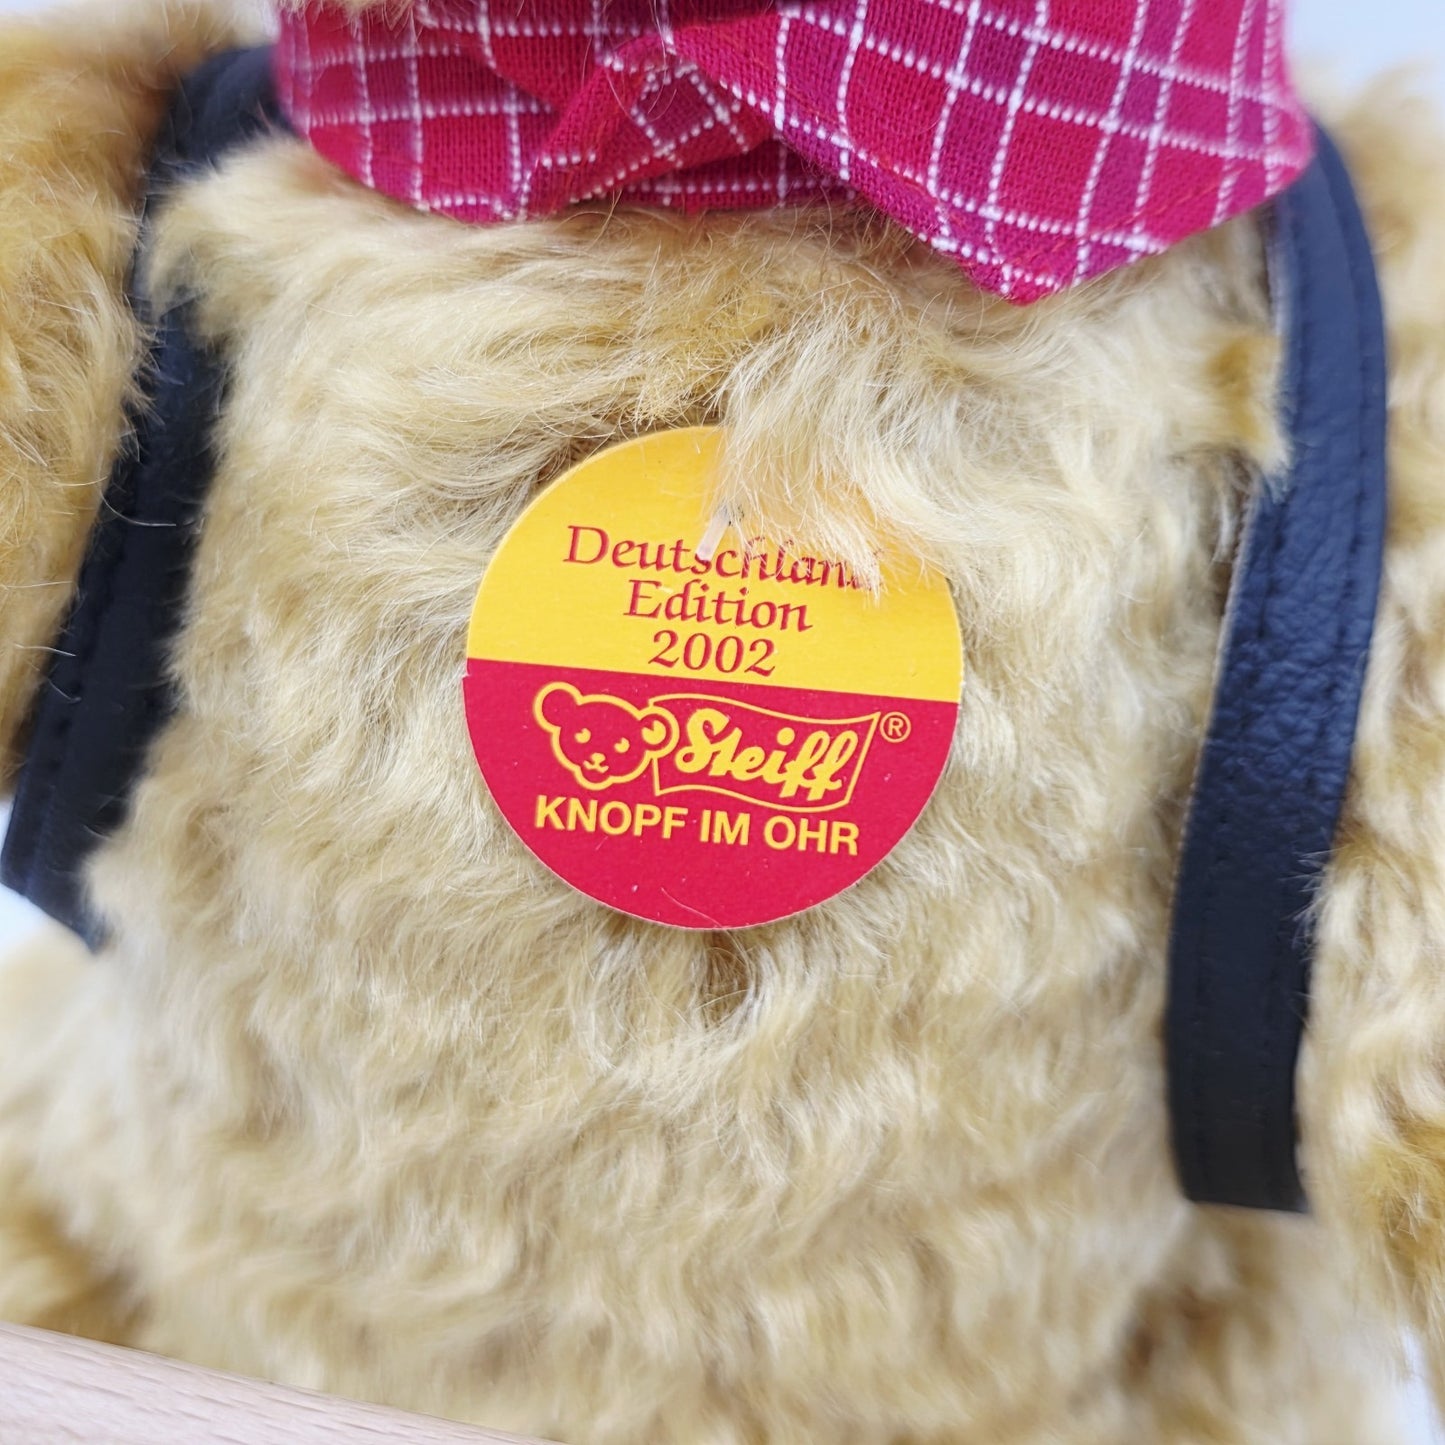 Deutschland
Edition
2002
Steiff ®
KNOPF IM OHR